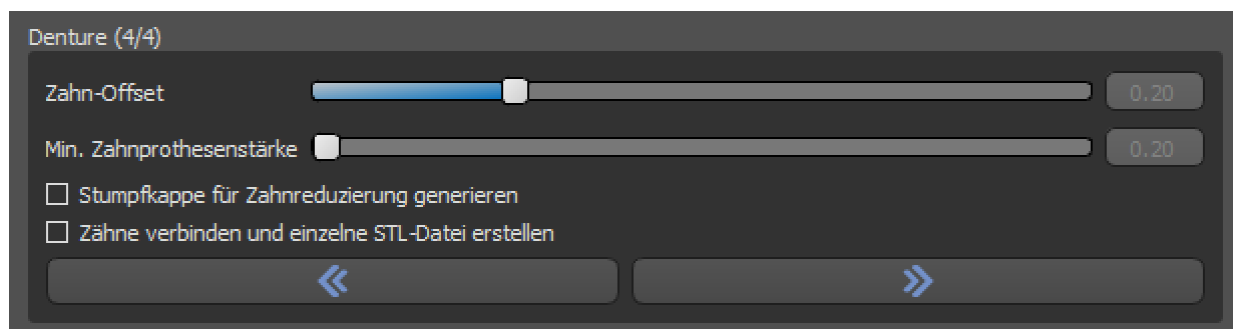 Denture (4/4)
Zahn-Offset 0.20
Min. Zahnprothesenstärke 0.20
Stumpfkappe für Zahnreduzierung generieren
Zähne verbinden und einzelne STL-Datei erstellen